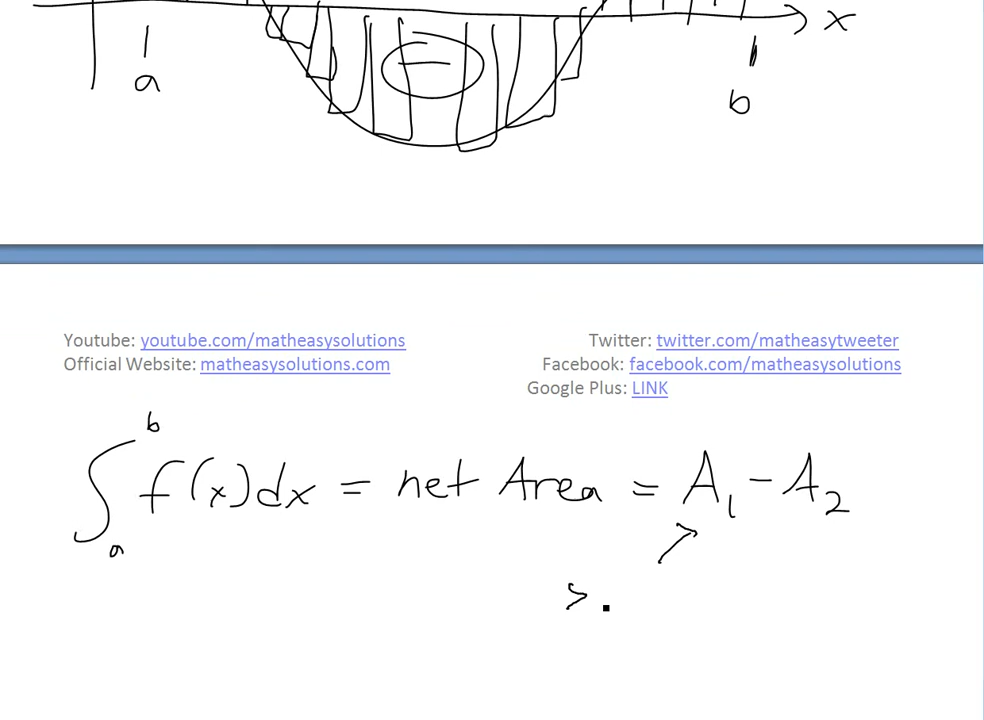 x
a
b
Youtube: youtube.com/matheasysolutions Twitter: twitter.com/matheasytweeter
Official Website: matheasysolutions.com Facebook: facebook.com/matheasysolutions
Google Plus: LINK
∫_a^b f(x)dx = net Area = A₁ - A₂
>